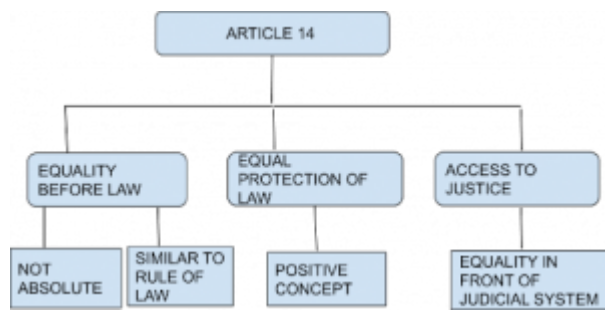 ARTICLE 14
EQUALITY
BEFORE LAW
EQUAL
PROTECTION OF
LAW
ACCESS TO
JUSTICE
NOT
ABSOLUTE
SIMILAR TO
RULE OF
LAW
POSITIVE
CONCEPT
EQUALITY IN
FRONT OF
JUDICIAL SYSTEM